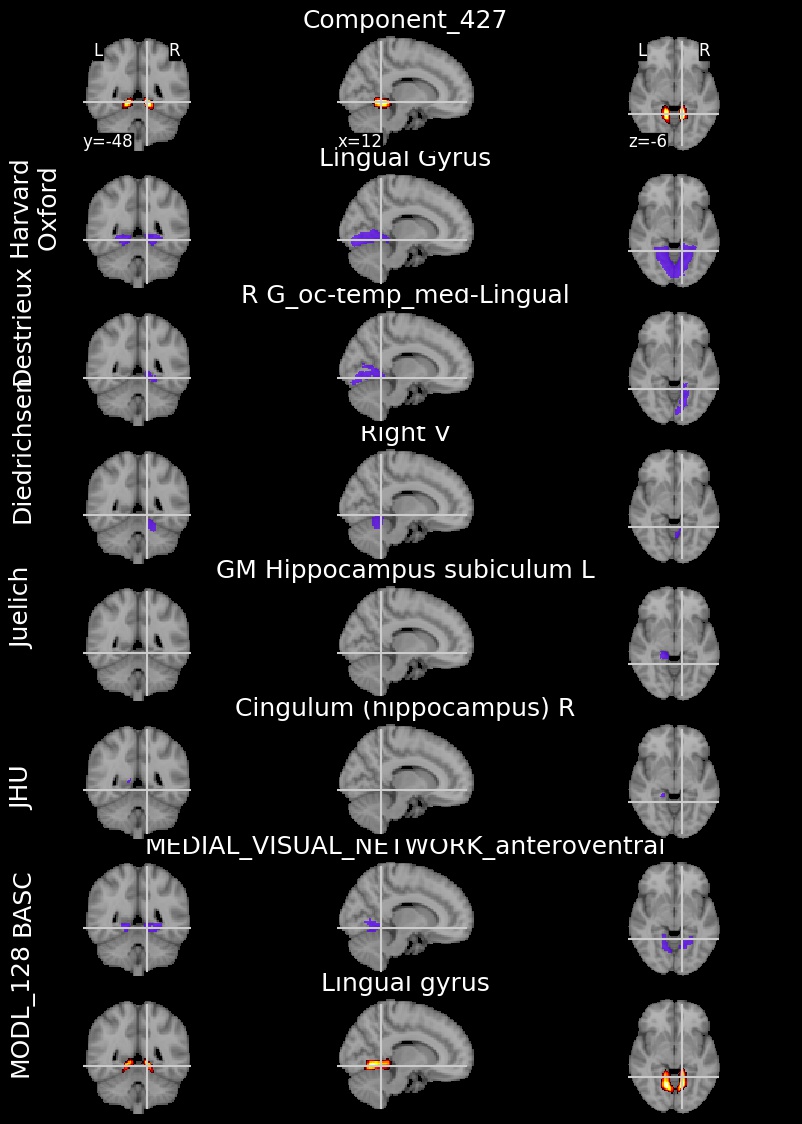 Component_427
L R
L R
y=-48
x=12
z=-6
Harvard
Oxford
Lingual Gyrus
Destrieux
R G_oc-temp_med-Lingual
Diedrichsen
Right V
Juelich
GM Hippocampus subiculum L
JHU
Cingulum (hippocampus) R
BASC
MEDIAL_VISUAL_NETWORK_anteroventral
MODL_128
Lingual gyrus